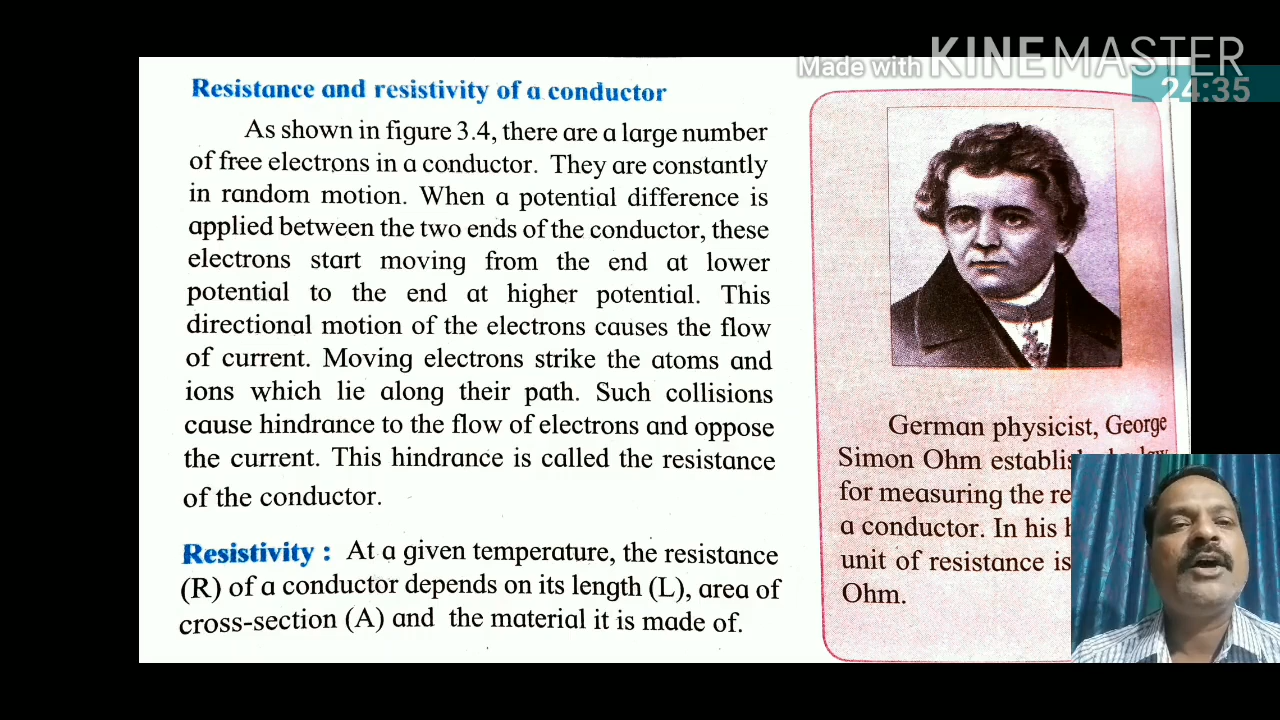 Made with KINEMASTER
24:35
Resistance and resistivity of a conductor
As shown in figure 3.4, there are a large number
of free electrons in a conductor. They are constantly
in random motion. When a potential difference is
applied between the two ends of the conductor, these
electrons start moving from the end at lower
potential to the end at higher potential. This
directional motion of the electrons causes the flow
of current. Moving electrons strike the atoms and
ions which lie along their path. Such collisions
cause hindrance to the flow of electrons and oppose
the current. This hindrance is called the resistance
of the conductor.
Resistivity : At a given temperature, the resistance
(R) of a conductor depends on its length (L), area of
cross-section (A) and the material it is made of.
German physicist, George
Simon Ohm law
for measuring the
a conductor. In his
unit of resistance is
Ohm.